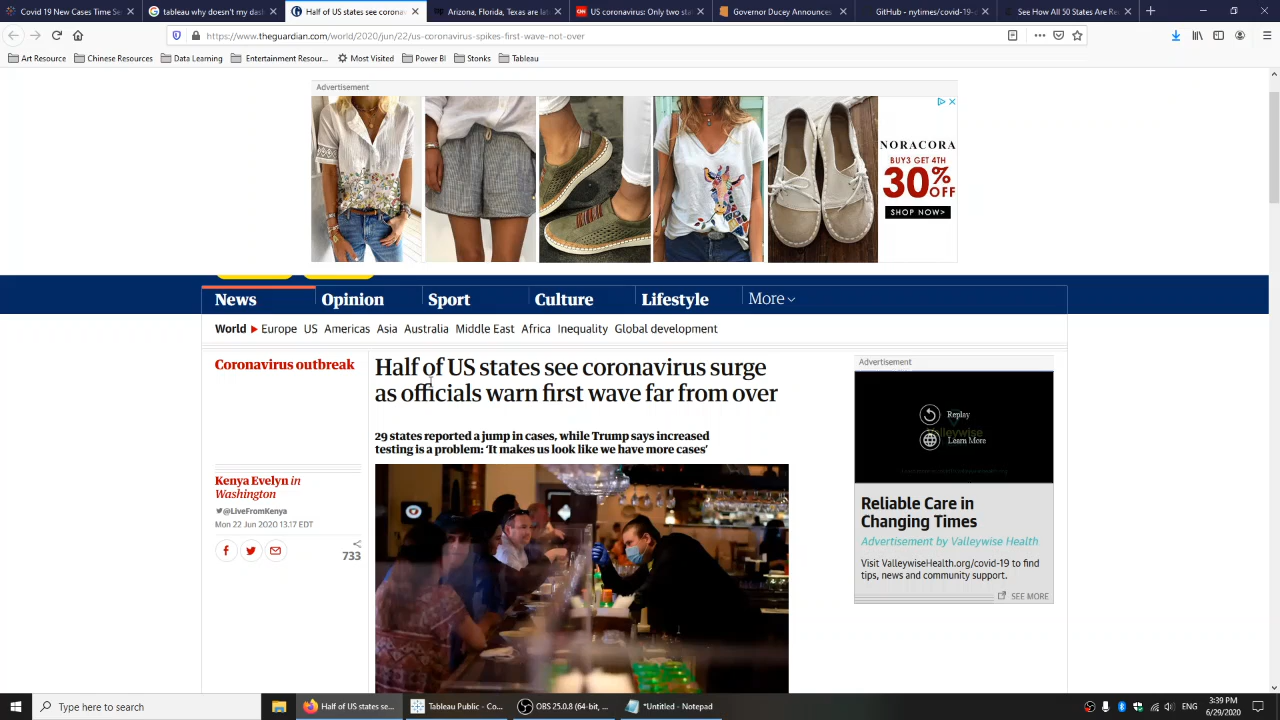 Covid 19 New Cases Time Se
tableau why doesn't my dash
Half of US states see corona
Arizona, Florida, Texas are lat
CNN US coronavirus: Only two sta
Governor Ducey Announces
GitHub - nytimes/covid-19-d
See How All 50 States Are Re
https://www.theguardian.com/world/2020/jun/22/us-coronavirus-spikes-first-wave-not-over
Art Resource
Chinese Resources
Data Learning
Entertainment Resour...
Most Visited
Power BI
Stonks
Tableau
Advertisement
NORACORA
BUY3 GET 4TH
30% OFF
SHOP NOW>
News
Opinion
Sport
Culture
Lifestyle
More
World
Europe
US
Americas
Asia
Australia
Middle East
Africa
Inequality
Global development
Coronavirus outbreak
Half of US states see coronavirus surge
as officials warn first wave far from over
29 states reported a jump in cases, while Trump says increased
testing is a problem: 'It makes us look like we have more cases'
Kenya Evelyn in
Washington
@LiveFromKenya
Mon 22 Jun 2020 13.17 EDT
733
Advertisement
Replay
Learn More
Reliable Care in
Changing Times
Advertisement by Valleywise Health
Visit ValleywiseHealth.org/covid-19 to find
tips, news and community support.
SEE MORE
Type here to search
Half of US states se...
Tableau Public - Co...
OBS 25.0.8 (64-bit, ...
*Untitled - Notepad
3:39 PM
6/29/2020